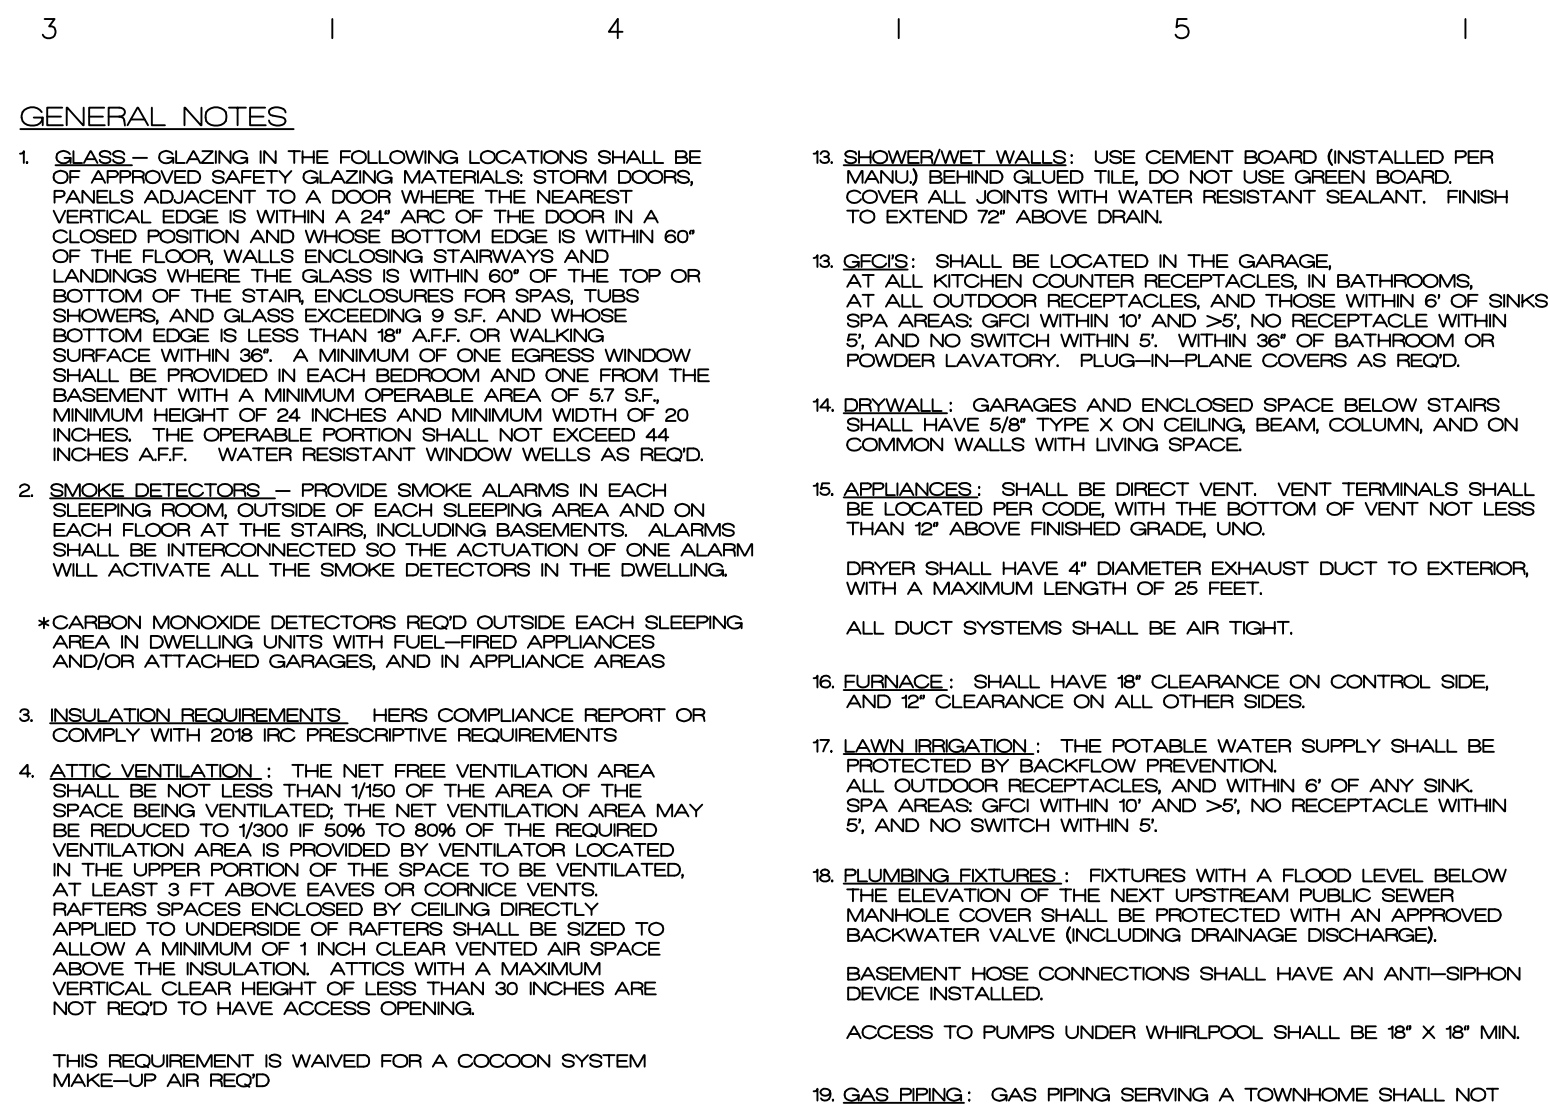 3 | 4 | 5 |
GENERAL NOTES
1. GLASS — GLAZING IN THE FOLLOWING LOCATIONS SHALL BE
OF APPROVED SAFETY GLAZING MATERIALS: STORM DOORS,
PANELS ADJACENT TO A DOOR WHERE THE NEAREST
VERTICAL EDGE IS WITHIN A 24" ARC OF THE DOOR IN A
CLOSED POSITION AND WHOSE BOTTOM EDGE IS WITHIN 60"
OF THE FLOOR, WALLS ENCLOSING STAIRWAYS AND
LANDINGS WHERE THE GLASS IS WITHIN 60" OF THE TOP OR
BOTTOM OF THE STAIR, ENCLOSURES FOR SPAS, TUBS
SHOWERS, AND GLASS EXCEEDING 9 S.F. AND WHOSE
BOTTOM EDGE IS LESS THAN 18" A.F.F. OR WALKING
SURFACE WITHIN 36". A MINIMUM OF ONE EGRESS WINDOW
SHALL BE PROVIDED IN EACH BEDROOM AND ONE FROM THE
BASEMENT WITH A MINIMUM OPERABLE AREA OF 5.7 S.F.,
MINIMUM HEIGHT OF 24 INCHES AND MINIMUM WIDTH OF 20
INCHES. THE OPERABLE PORTION SHALL NOT EXCEED 44
INCHES A.F.F. WATER RESISTANT WINDOW WELLS AS REQ'D.
2. SMOKE DETECTORS — PROVIDE SMOKE ALARMS IN EACH
SLEEPING ROOM, OUTSIDE OF EACH SLEEPING AREA AND ON
EACH FLOOR AT THE STAIRS, INCLUDING BASEMENTS. ALARMS
SHALL BE INTERCONNECTED SO THE ACTUATION OF ONE ALARM
WILL ACTIVATE ALL THE SMOKE DETECTORS IN THE DWELLING.
*CARBON MONOXIDE DETECTORS REQ'D OUTSIDE EACH SLEEPING
AREA IN DWELLING UNITS WITH FUEL—FIRED APPLIANCES
AND/OR ATTACHED GARAGES, AND IN APPLIANCE AREAS
3. INSULATION REQUIREMENTS HERS COMPLIANCE REPORT OR
COMPLY WITH 2018 IRC PRESCRIPTIVE REQUIREMENTS
4. ATTIC VENTILATION : THE NET FREE VENTILATION AREA
SHALL BE NOT LESS THAN 1/150 OF THE AREA OF THE
SPACE BEING VENTILATED; THE NET VENTILATION AREA MAY
BE REDUCED TO 1/300 IF 50% TO 80% OF THE REQUIRED
VENTILATION AREA IS PROVIDED BY VENTILATOR LOCATED
IN THE UPPER PORTION OF THE SPACE TO BE VENTILATED,
AT LEAST 3 FT ABOVE EAVES OR CORNICE VENTS.
RAFTERS SPACES ENCLOSED BY CEILING DIRECTLY
APPLIED TO UNDERSIDE OF RAFTERS SHALL BE SIZED TO
ALLOW A MINIMUM OF 1 INCH CLEAR VENTED AIR SPACE
ABOVE THE INSULATION. ATTICS WITH A MAXIMUM
VERTICAL CLEAR HEIGHT OF LESS THAN 30 INCHES ARE
NOT REQ'D TO HAVE ACCESS OPENING.
THIS REQUIREMENT IS WAIVED FOR A COCOON SYSTEM
MAKE—UP AIR REQ'D
13. SHOWER/WET WALLS: USE CEMENT BOARD (INSTALLED PER
MANU.) BEHIND GLUED TILE, DO NOT USE GREEN BOARD.
COVER ALL JOINTS WITH WATER RESISTANT SEALANT. FINISH
TO EXTEND 72" ABOVE DRAIN.
13. GFCI'S: SHALL BE LOCATED IN THE GARAGE,
AT ALL KITCHEN COUNTER RECEPTACLES, IN BATHROOMS,
AT ALL OUTDOOR RECEPTACLES, AND THOSE WITHIN 6' OF SINKS
SPA AREAS: GFCI WITHIN 10' AND >5', NO RECEPTACLE WITHIN
5', AND NO SWITCH WITHIN 5'. WITHIN 36" OF BATHROOM OR
POWDER LAVATORY. PLUG—IN—PLANE COVERS AS REQ'D.
14. DRYWALL : GARAGES AND ENCLOSED SPACE BELOW STAIRS
SHALL HAVE 5/8" TYPE X ON CEILING, BEAM, COLUMN, AND ON
COMMON WALLS WITH LIVING SPACE.
15. APPLIANCES : SHALL BE DIRECT VENT. VENT TERMINALS SHALL
BE LOCATED PER CODE, WITH THE BOTTOM OF VENT NOT LESS
THAN 12" ABOVE FINISHED GRADE, UNO.
DRYER SHALL HAVE 4" DIAMETER EXHAUST DUCT TO EXTERIOR,
WITH A MAXIMUM LENGTH OF 25 FEET.
ALL DUCT SYSTEMS SHALL BE AIR TIGHT.
16. FURNACE : SHALL HAVE 18" CLEARANCE ON CONTROL SIDE,
AND 12" CLEARANCE ON ALL OTHER SIDES.
17. LAWN IRRIGATION : THE POTABLE WATER SUPPLY SHALL BE
PROTECTED BY BACKFLOW PREVENTION.
ALL OUTDOOR RECEPTACLES, AND WITHIN 6' OF ANY SINK.
SPA AREAS: GFCI WITHIN 10' AND >5', NO RECEPTACLE WITHIN
5', AND NO SWITCH WITHIN 5'.
18. PLUMBING FIXTURES : FIXTURES WITH A FLOOD LEVEL BELOW
THE ELEVATION OF THE NEXT UPSTREAM PUBLIC SEWER
MANHOLE COVER SHALL BE PROTECTED WITH AN APPROVED
BACKWATER VALVE (INCLUDING DRAINAGE DISCHARGE).
BASEMENT HOSE CONNECTIONS SHALL HAVE AN ANTI—SIPHON
DEVICE INSTALLED.
ACCESS TO PUMPS UNDER WHIRLPOOL SHALL BE 18" X 18" MIN.
19. GAS PIPING : GAS PIPING SERVING A TOWNHOME SHALL NOT